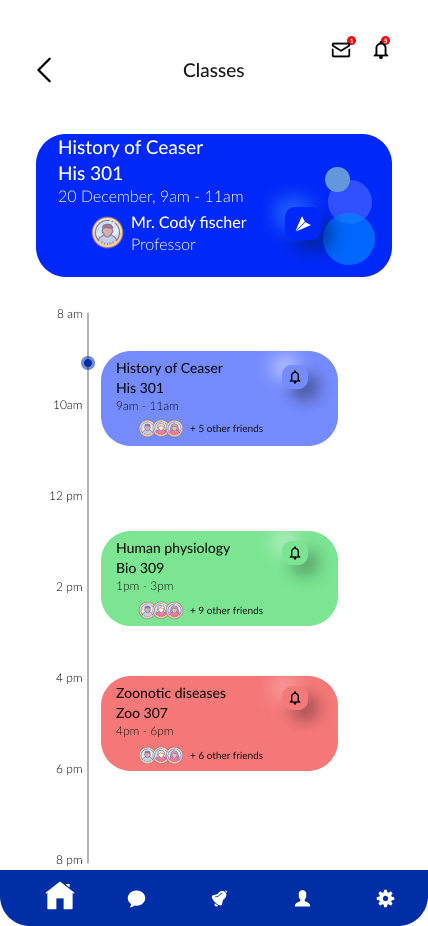 1
5
Classes
History of Ceaser
His 301
20 December, 9am - 11am
Mr. Cody fischer
Professor
8 am
History of Ceaser
His 301
9am - 11am
10am
+ 5 other friends
12 pm
Human physiology
Bio 309
1pm - 3pm
2 pm
+ 9 other friends
4 pm
Zoonotic diseases
Zoo 307
4pm - 6pm
+ 6 other friends
6 pm
8 pm